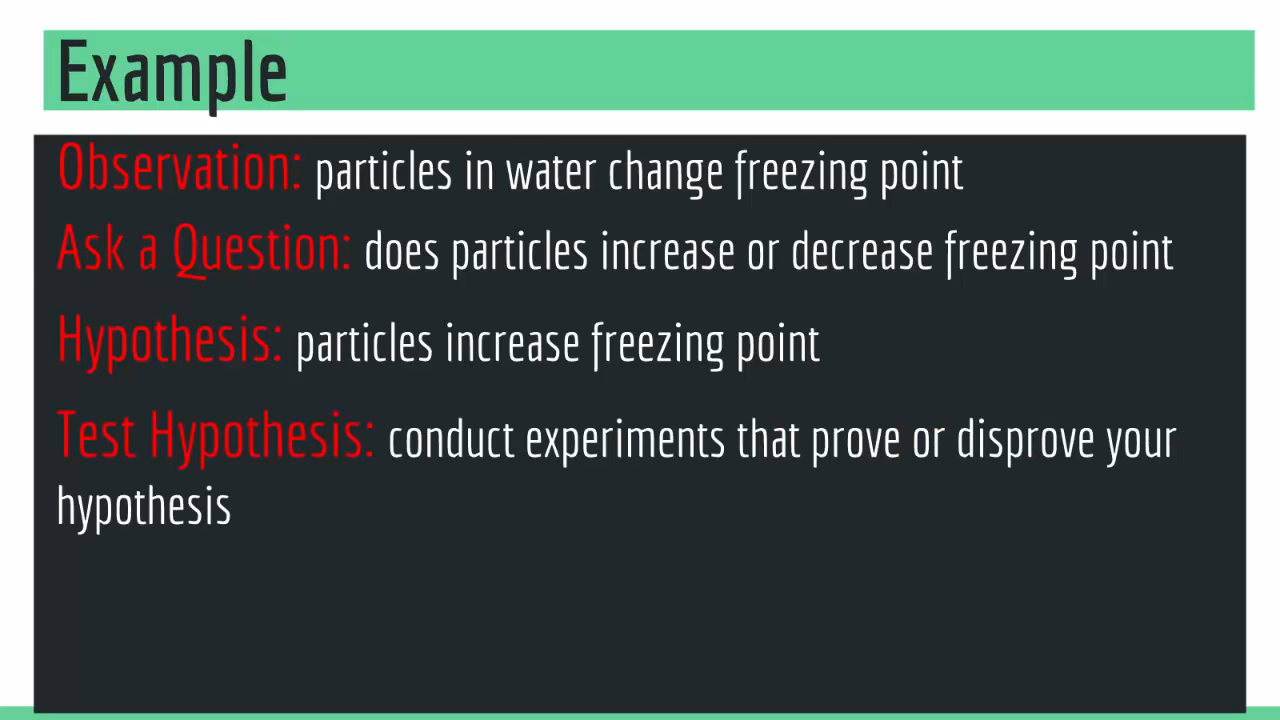 Example
Observation: particles in water change freezing point
Ask a Question: does particles increase or decrease freezing point
Hypothesis: particles increase freezing point
Test Hypothesis: conduct experiments that prove or disprove your
hypothesis